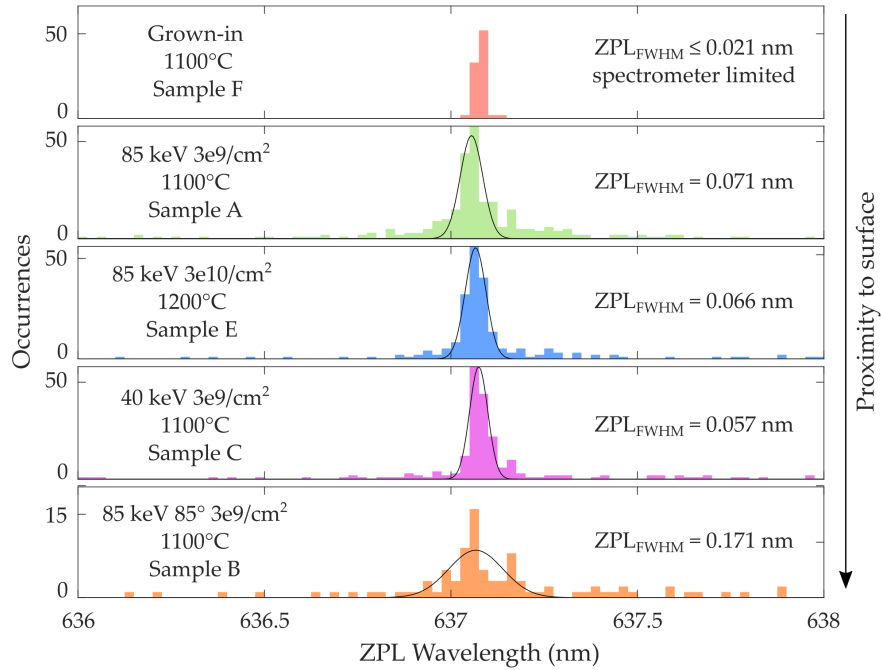 Grown-in
1100°C
Sample F
ZPL_FWHM ≤ 0.021 nm
spectrometer limited
50
0
85 keV 3e9/cm²
1100°C
Sample A
ZPL_FWHM = 0.071 nm
50
0
85 keV 3e10/cm²
1200°C
Sample E
ZPL_FWHM = 0.066 nm
50
0
40 keV 3e9/cm²
1100°C
Sample C
ZPL_FWHM = 0.057 nm
50
0
85 keV 85° 3e9/cm²
1100°C
Sample B
ZPL_FWHM = 0.171 nm
15
0
636
636.5
637
637.5
638
ZPL Wavelength (nm)
Occurrences
Proximity to surface